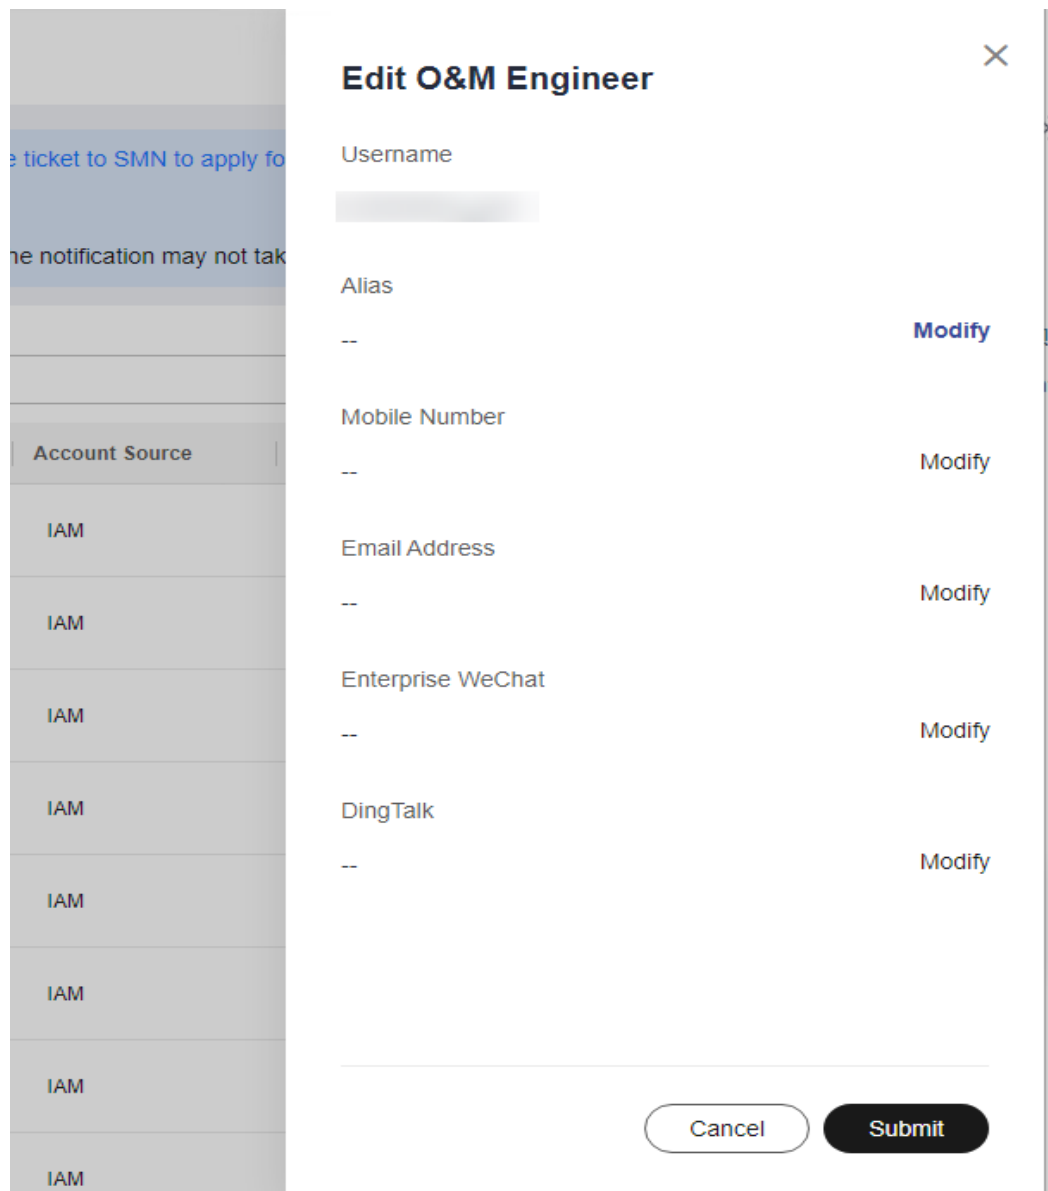 Edit O&M Engineer
Username
ticket to SMN to apply fo
notification may not tak
Alias
--
Modify
Mobile Number
--
Modify
Account Source
IAM
IAM
IAM
IAM
IAM
IAM
IAM
IAM
Email Address
--
Modify
Enterprise WeChat
--
Modify
DingTalk
--
Modify
Cancel
Submit